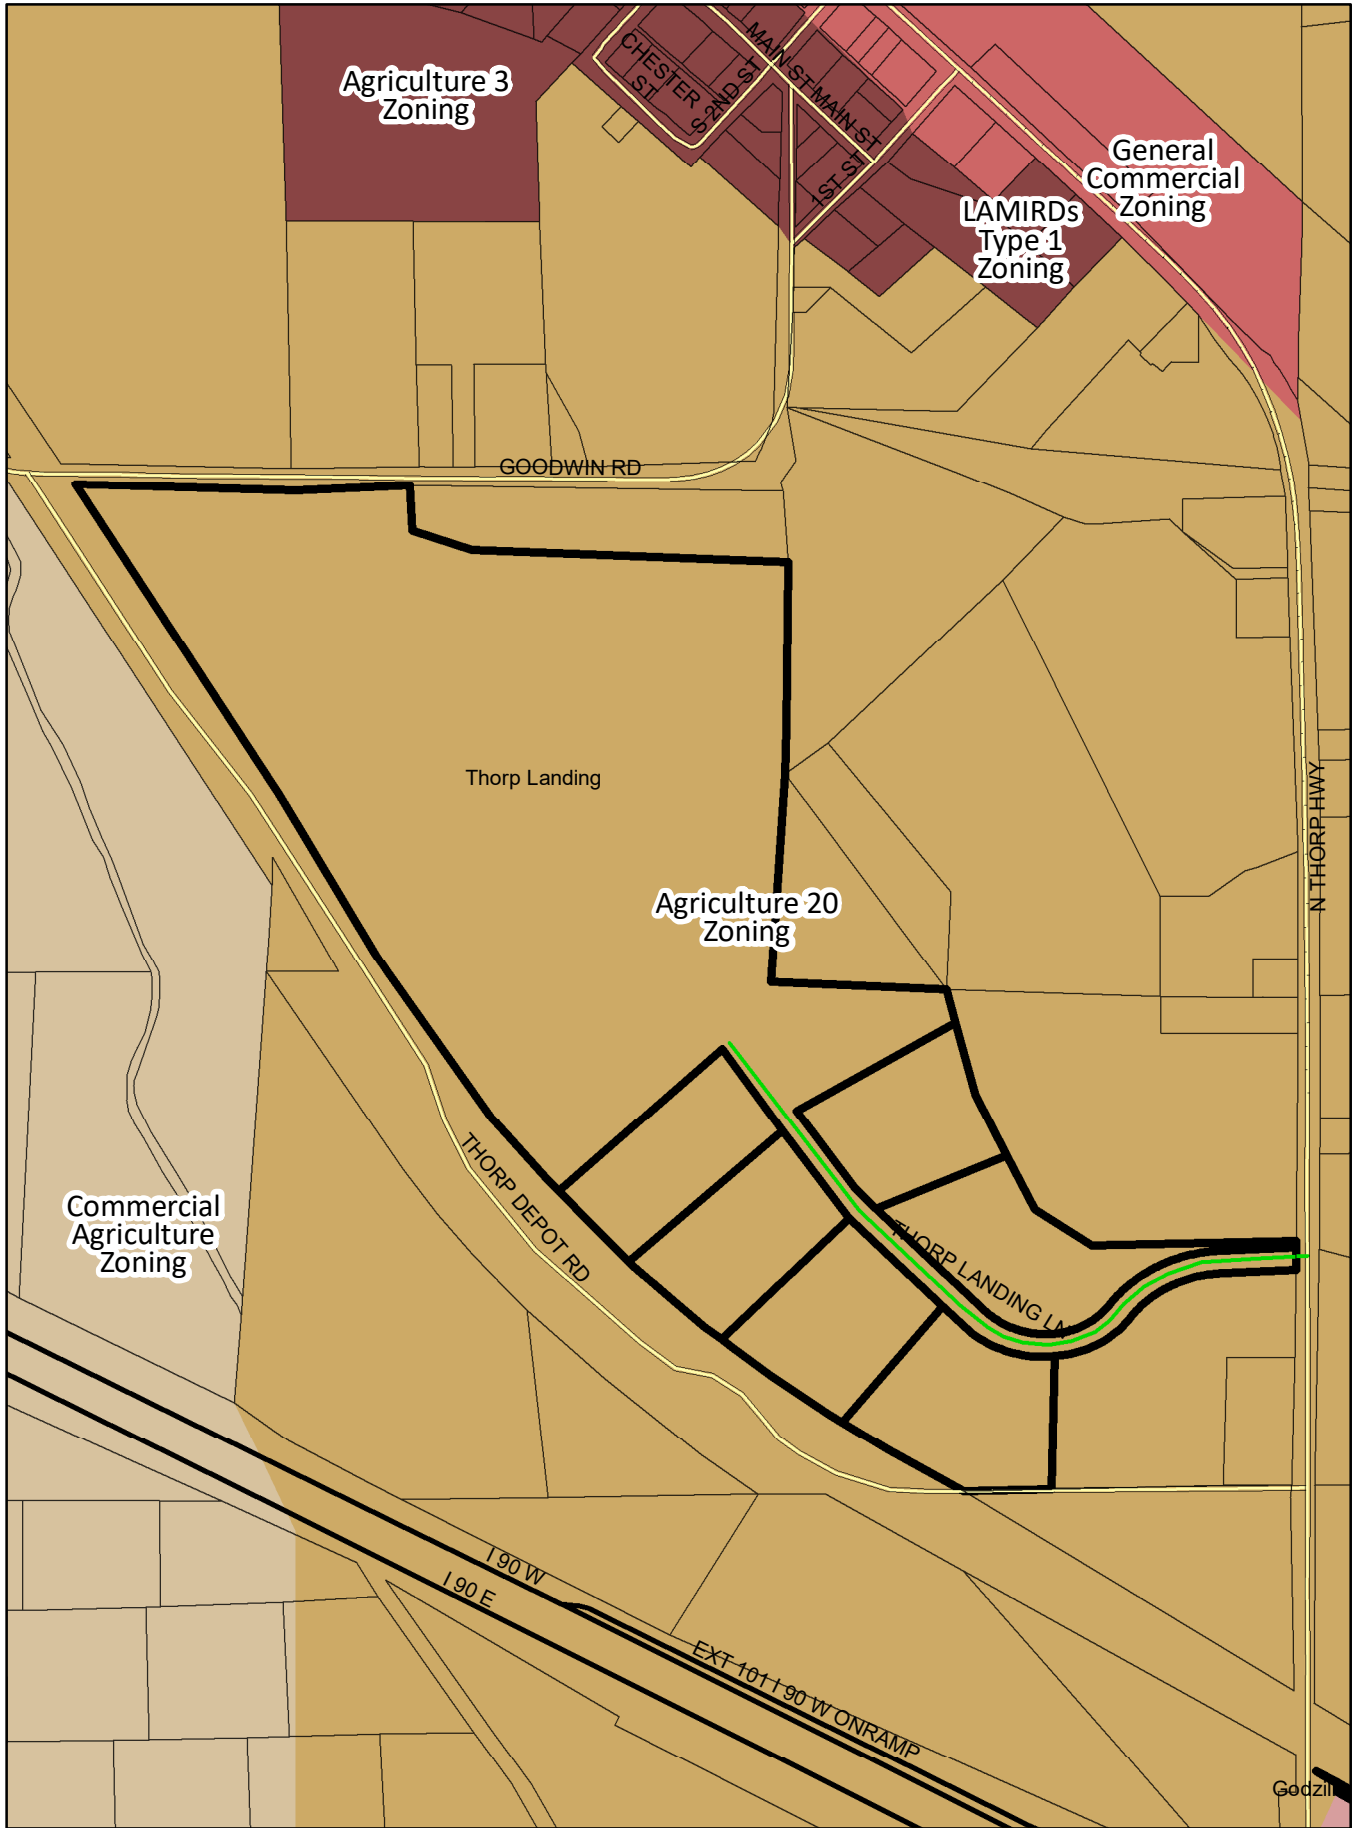 CHESTER
ST
MAIN ST
MAIN ST
S 2ND ST
1ST ST
Agriculture 3
Zoning
General
Commercial
Zoning
LAMIRDs
Type 1
Zoning
GOODWIN RD
Thorp Landing
N THORP HWY
Agriculture 20
Zoning
THORP DEPOT RD
THORP LANDING LN
Commercial
Agriculture
Zoning
I 90 W
I 90 E
EXT 101 I 90 W ONRAMP